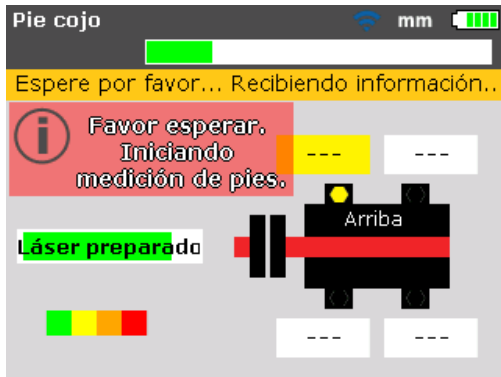 Pie cojo
mm
Espere por favor... Recibiendo información..
Favor esperar.
Iniciando
medición de pies.
--- ---
Arriba
Láser preparado
--- ---